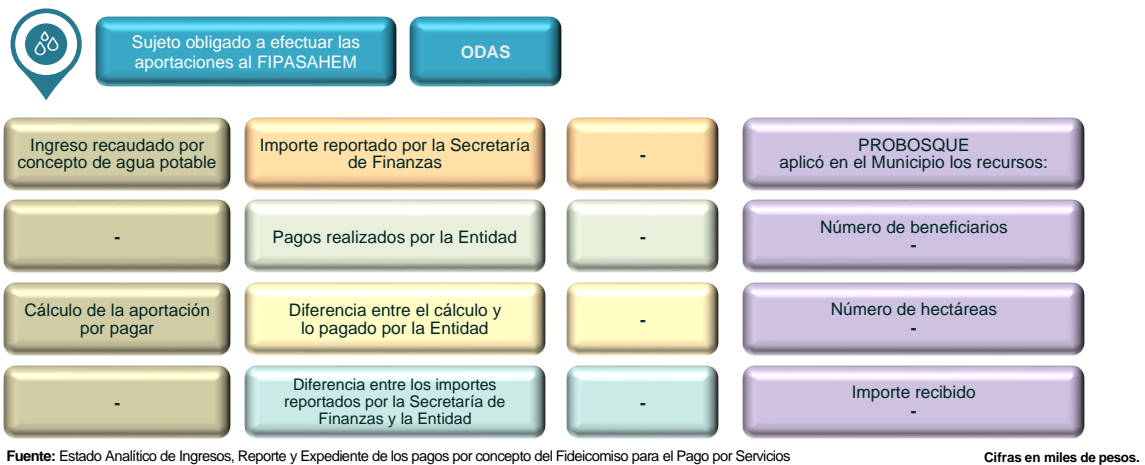 Sujeto obligado a efectuar las
aportaciones al FIPASAHEM
ODAS
Ingreso recaudado por
concepto de agua potable
-
Cálculo de la aportación
por pagar
-
Importe reportado por la Secretaría
de Finanzas
-
Pagos realizados por la Entidad
-
Diferencia entre el cálculo y
lo pagado por la Entidad
-
Diferencia entre los importes
reportados por la Secretaría de
Finanzas y la Entidad
-
PROBOSQUE
aplicó en el Municipio los recursos:
Número de beneficiarios
-
Número de hectáreas
-
Importe recibido
-
Fuente: Estado Analítico de Ingresos, Reporte y Expediente de los pagos por concepto del Fideicomiso para el Pago por Servicios
Cifras en miles de pesos.